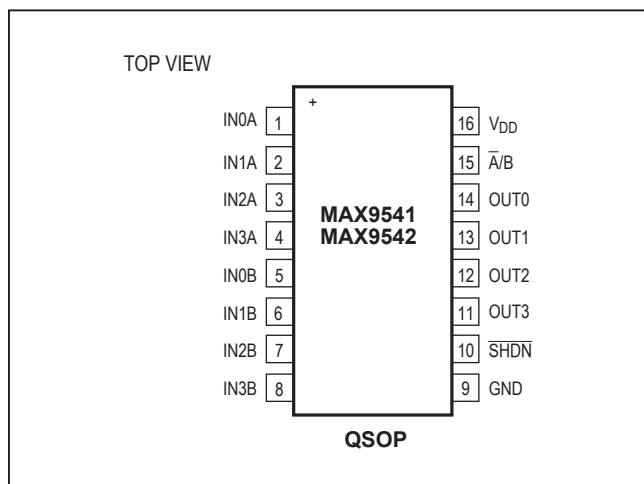 TOP VIEW
+
IN0A 1 16 VDD
IN1A 2 15 A̅/B
IN2A 3 14 OUT0
MAX9541
IN3A 4 13 OUT1
MAX9542
IN0B 5 12 OUT2
IN1B 6 11 OUT3
IN2B 7 10 S̅H̅D̅N̅
IN3B 8 9 GND
QSOP